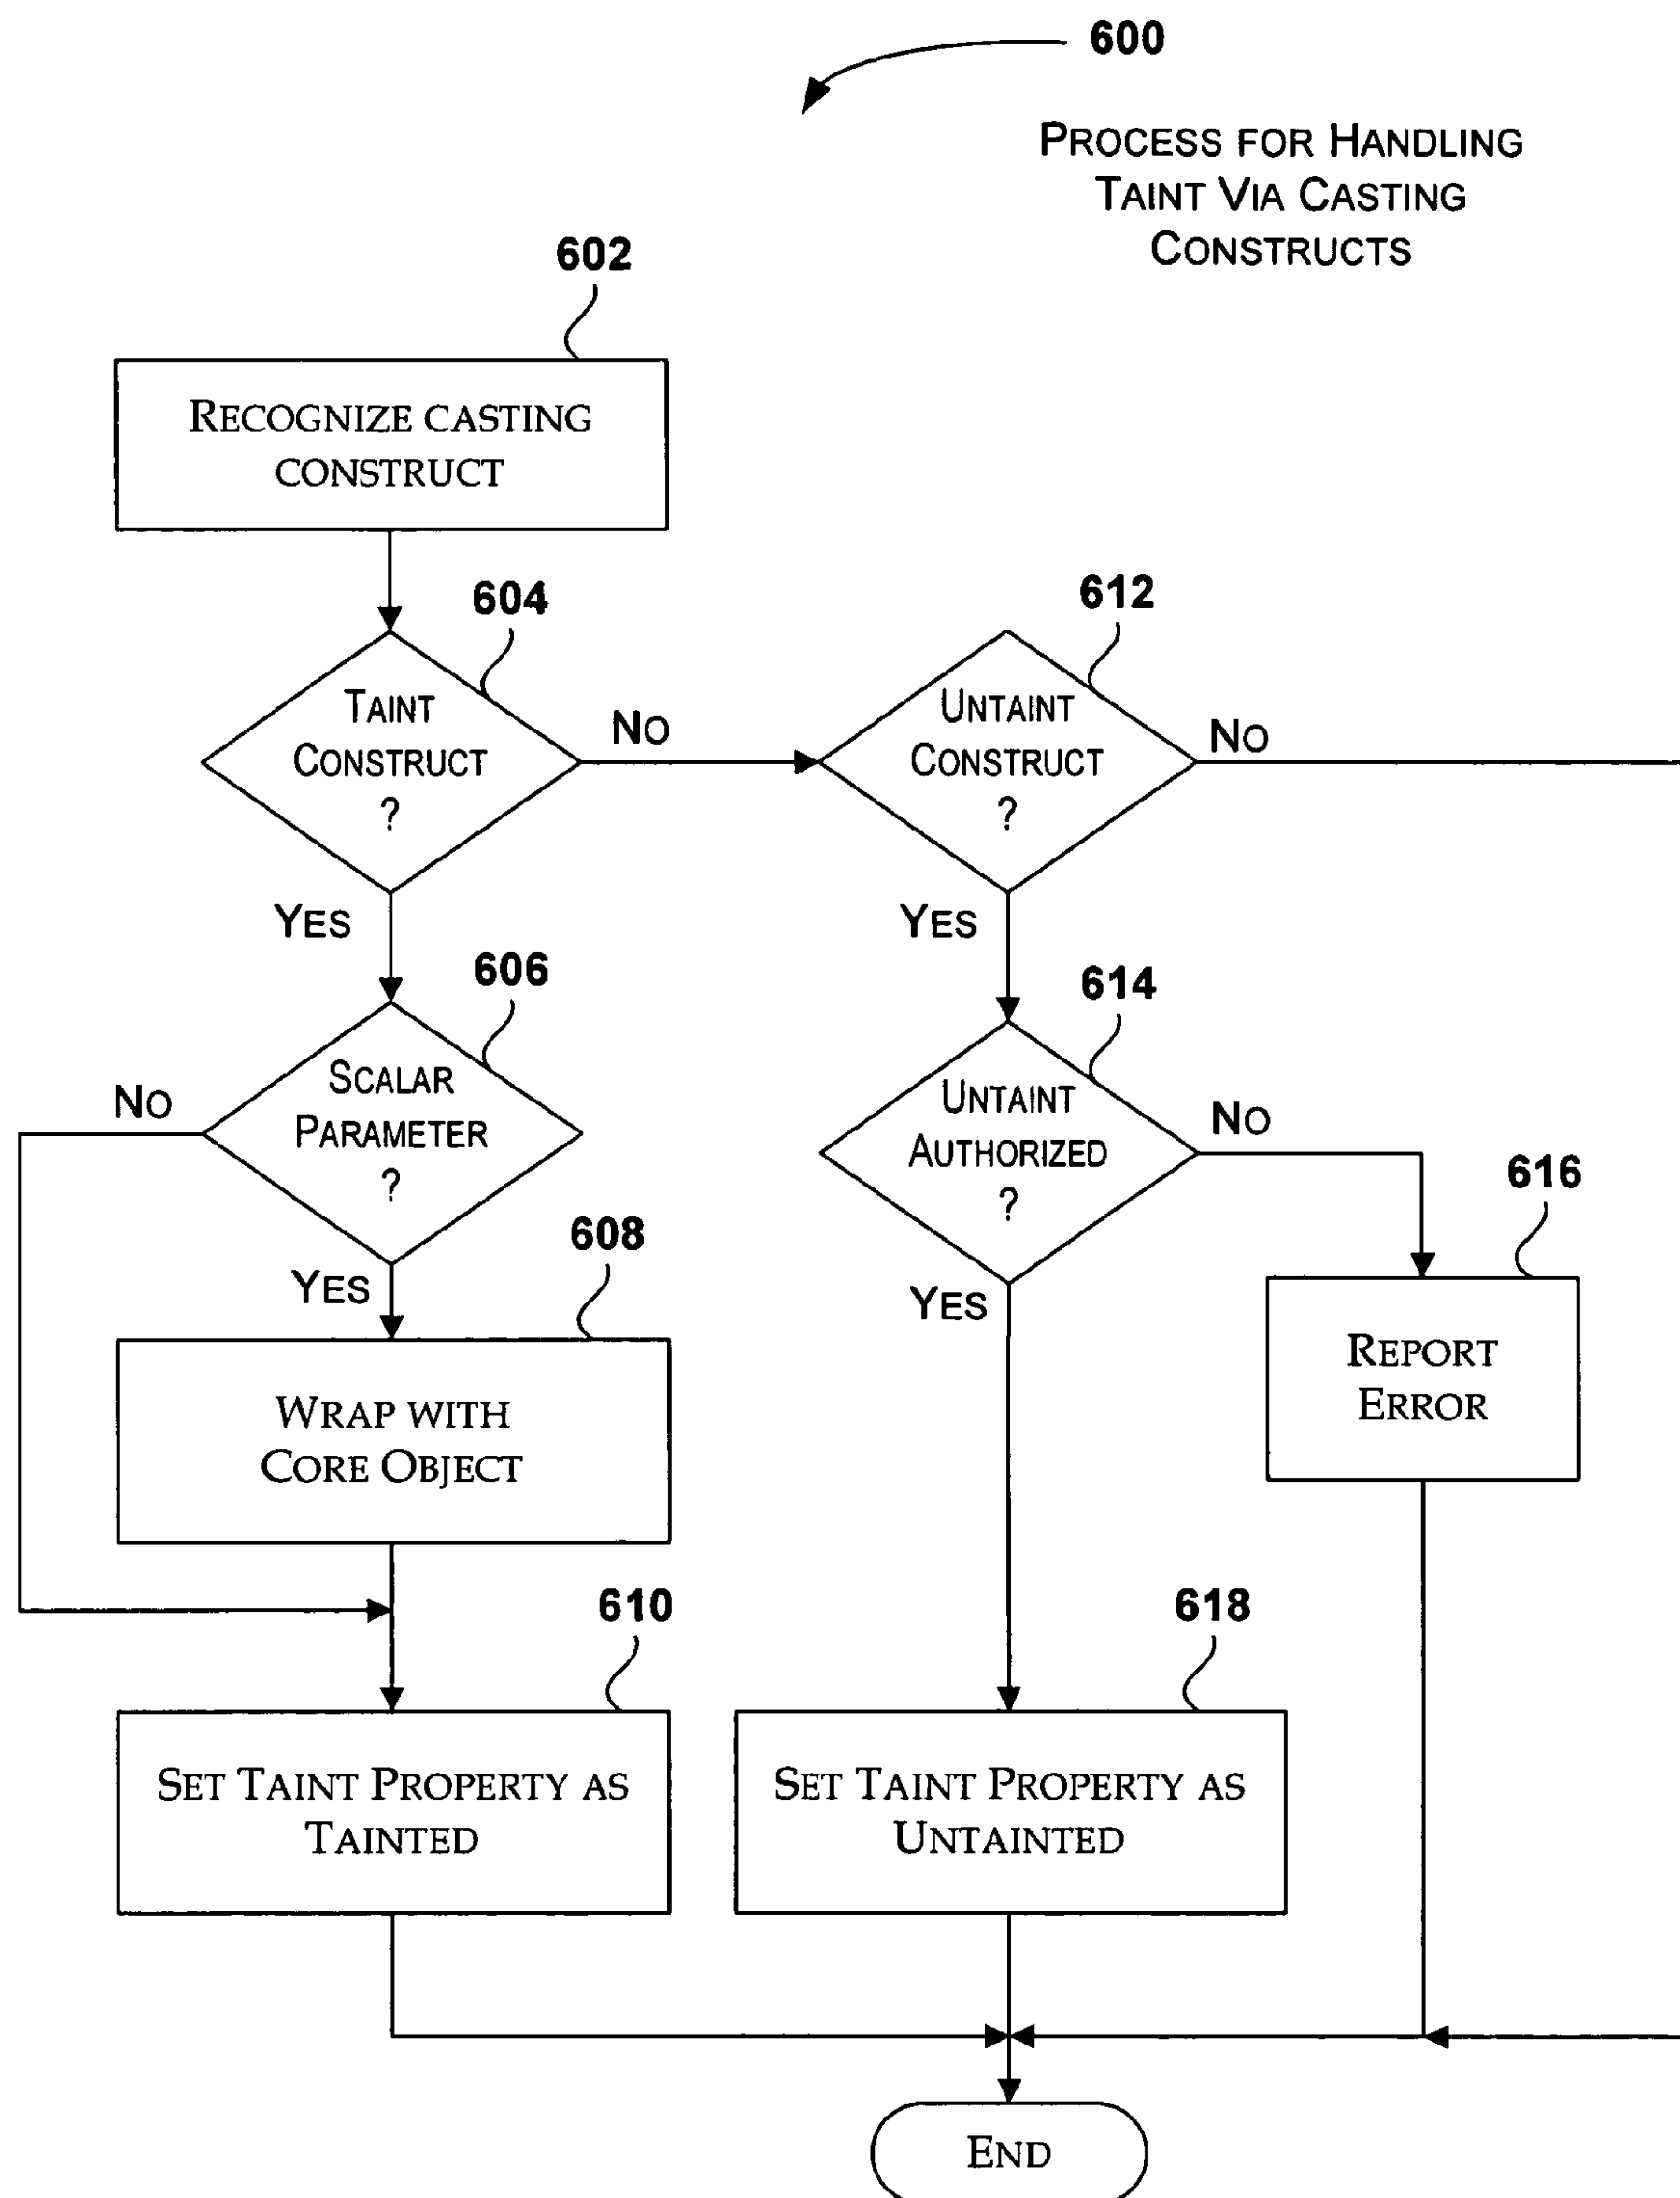 600
PROCESS FOR HANDLING
TAINT VIA CASTING
CONSTRUCTS
602
RECOGNIZE CASTING
CONSTRUCT
604
TAINT
CONSTRUCT
?
NO
YES
612
UNTAINT
CONSTRUCT
?
NO
YES
606
SCALAR
PARAMETER
?
NO
YES
614
UNTAINT
AUTHORIZED
?
NO
YES
616
REPORT
ERROR
608
WRAP WITH
CORE OBJECT
610
SET TAINT PROPERTY AS
TAINTED
618
SET TAINT PROPERTY AS
UNTAINTED
END